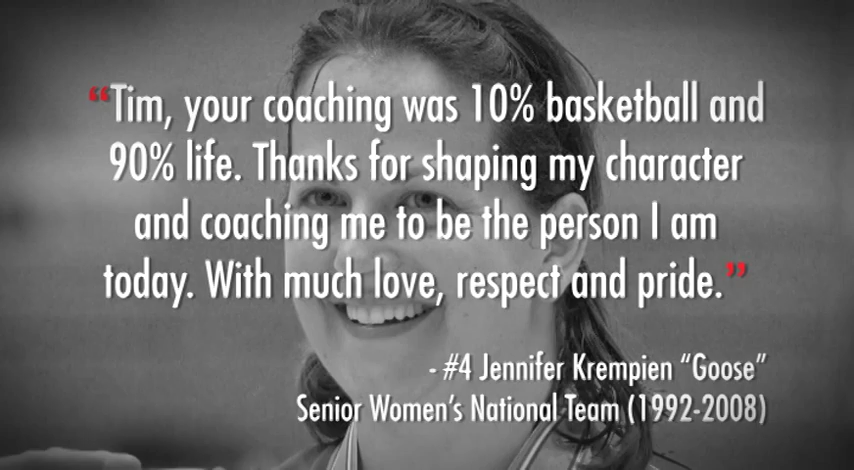 “Tim, your coaching was 10% basketball and
90% life. Thanks for shaping my character
and coaching me to be the person I am
today. With much love, respect and pride.”
- #4 Jennifer Krempien “Goose”
Senior Women’s National Team (1992-2008)